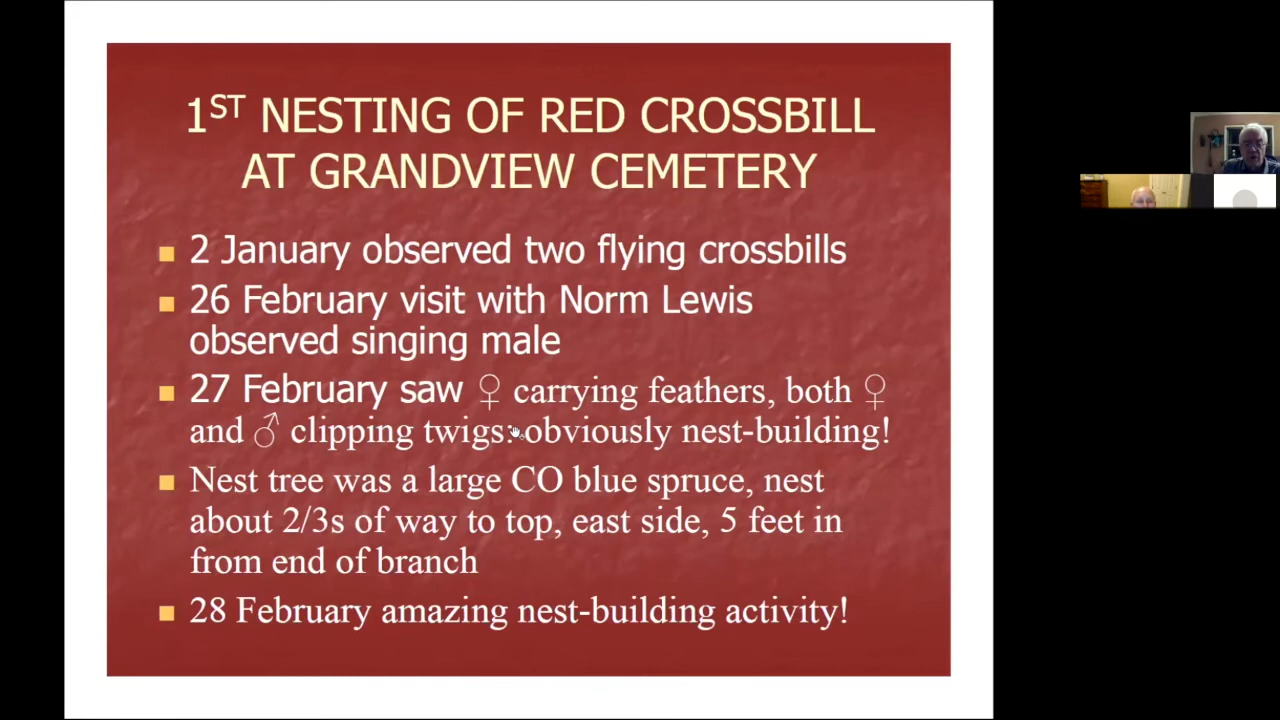 1ST NESTING OF RED CROSSBILL
AT GRANDVIEW CEMETERY
2 January observed two flying crossbills
26 February visit with Norm Lewis
observed singing male
27 February saw ♀ carrying feathers, both ♀
and ♂ clipping twigs: obviously nest-building!
Nest tree was a large CO blue spruce, nest
about 2/3s of way to top, east side, 5 feet in
from end of branch
28 February amazing nest-building activity!